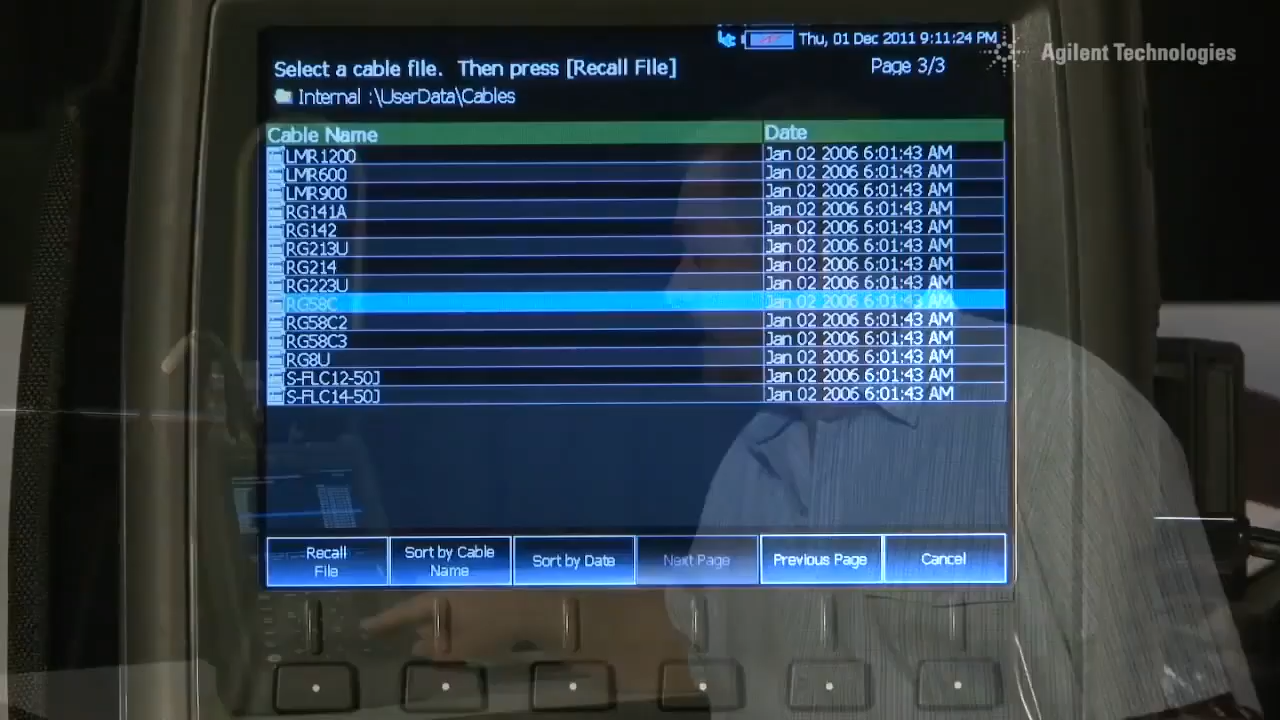 Thu, 01 Dec 2011 9:11:24 PM
Agilent Technologies
Select a cable file. Then press [Recall File]
Page 3/3
Internal :\UserData\Cables
Cable Name Date
LMR1200 Jan 02 2006 6:01:43 AM
LMR600 Jan 02 2006 6:01:43 AM
LMR900 Jan 02 2006 6:01:43 AM
RG141A Jan 02 2006 6:01:43 AM
RG142 Jan 02 2006 6:01:43 AM
RG213U Jan 02 2006 6:01:43 AM
RG214 Jan 02 2006 6:01:43 AM
RG223U Jan 02 2006 6:01:43 AM
RG58C Jan 02 2006 6:01:43 AM
RG58C2 Jan 02 2006 6:01:43 AM
RG58C3 Jan 02 2006 6:01:43 AM
RG8U Jan 02 2006 6:01:43 AM
S-FLC12-50J Jan 02 2006 6:01:43 AM
S-FLC14-50J Jan 02 2006 6:01:43 AM
Recall File
Sort by Cable Name
Sort by Date
Next Page
Previous Page
Cancel